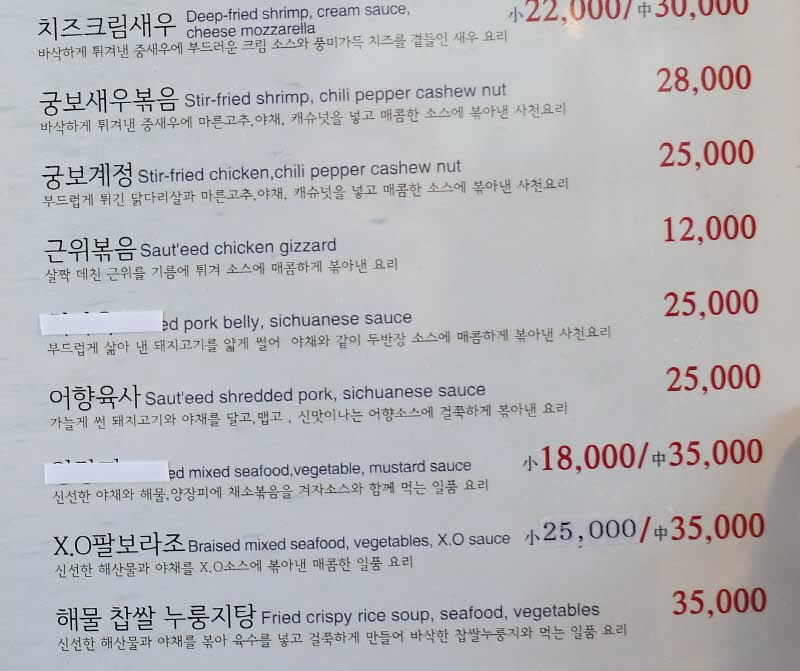 치즈크림새우 Deep-fried shrimp, cream sauce, cheese mozzarella 小22,000/中30,000
바삭하게 튀겨낸 중새우에 부드러운 크림 소스와 풍미가득 치즈를 곁들인 새우 요리
궁보새우볶음 Stir-fried shrimp, chili pepper cashew nut 28,000
바삭하게 튀겨낸 중새우에 마른고추,야채, 캐슈넛을 넣고 매콤한 소스에 볶아낸 사천요리
궁보계정 Stir-fried chicken,chili pepper cashew nut 25,000
부드럽게 튀긴 닭다리살과 마른고추,야채, 캐슈넛을 넣고 매콤한 소스에 볶아낸 사천요리
근위볶음 Saut'eed chicken gizzard 12,000
살짝 데친 근위를 기름에 튀겨 소스에 매콤하게 볶아낸 요리
ed pork belly, sichuanese sauce 25,000
부드럽게 삶아 낸 돼지고기를 얇게 썰어 야채와 같이 두반장 소스에 매콤하게 볶아낸 사천요리
어향육사 Saut'eed shredded pork, sichuanese sauce 25,000
가늘게 썬 돼지고기와 야채를 달고,맵고 , 신맛이나는 어향소스에 걸쭉하게 볶아낸 요리
ed mixed seafood,vegetable, mustard sauce 小18,000/中35,000
신선한 야채와 해물,양장피에 채소볶음을 겨자소스와 함께 먹는 일품 요리
X.O팔보라조 Braised mixed seafood, vegetables, X.O sauce 小25,000/中35,000
신선한 해산물과 야채를 X.O소스에 볶아낸 매콤한 일품 요리
해물 찹쌀 누룽지탕 Fried crispy rice soup, seafood, vegetables 35,000
신선한 해산물과 야채를 볶아 육수를 넣고 걸쭉하게 만들어 바삭한 찹쌀누룽지와 먹는 일품 요리